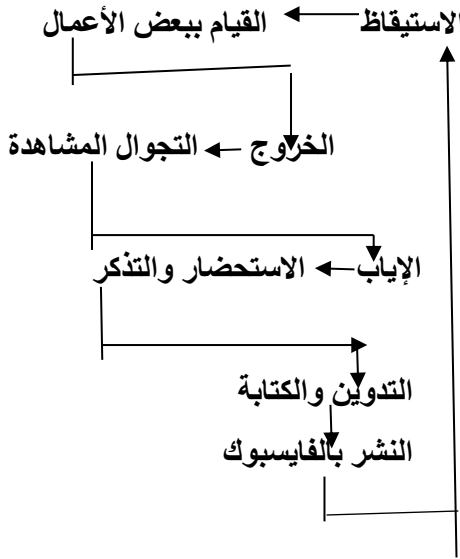 الاستيقاظ القيام ببعض الأعمال
الخروج التجوال المشاهدة
الإياب الاستحضار والتذكر
التدوين والكتابة
النشر بالفايسبوك